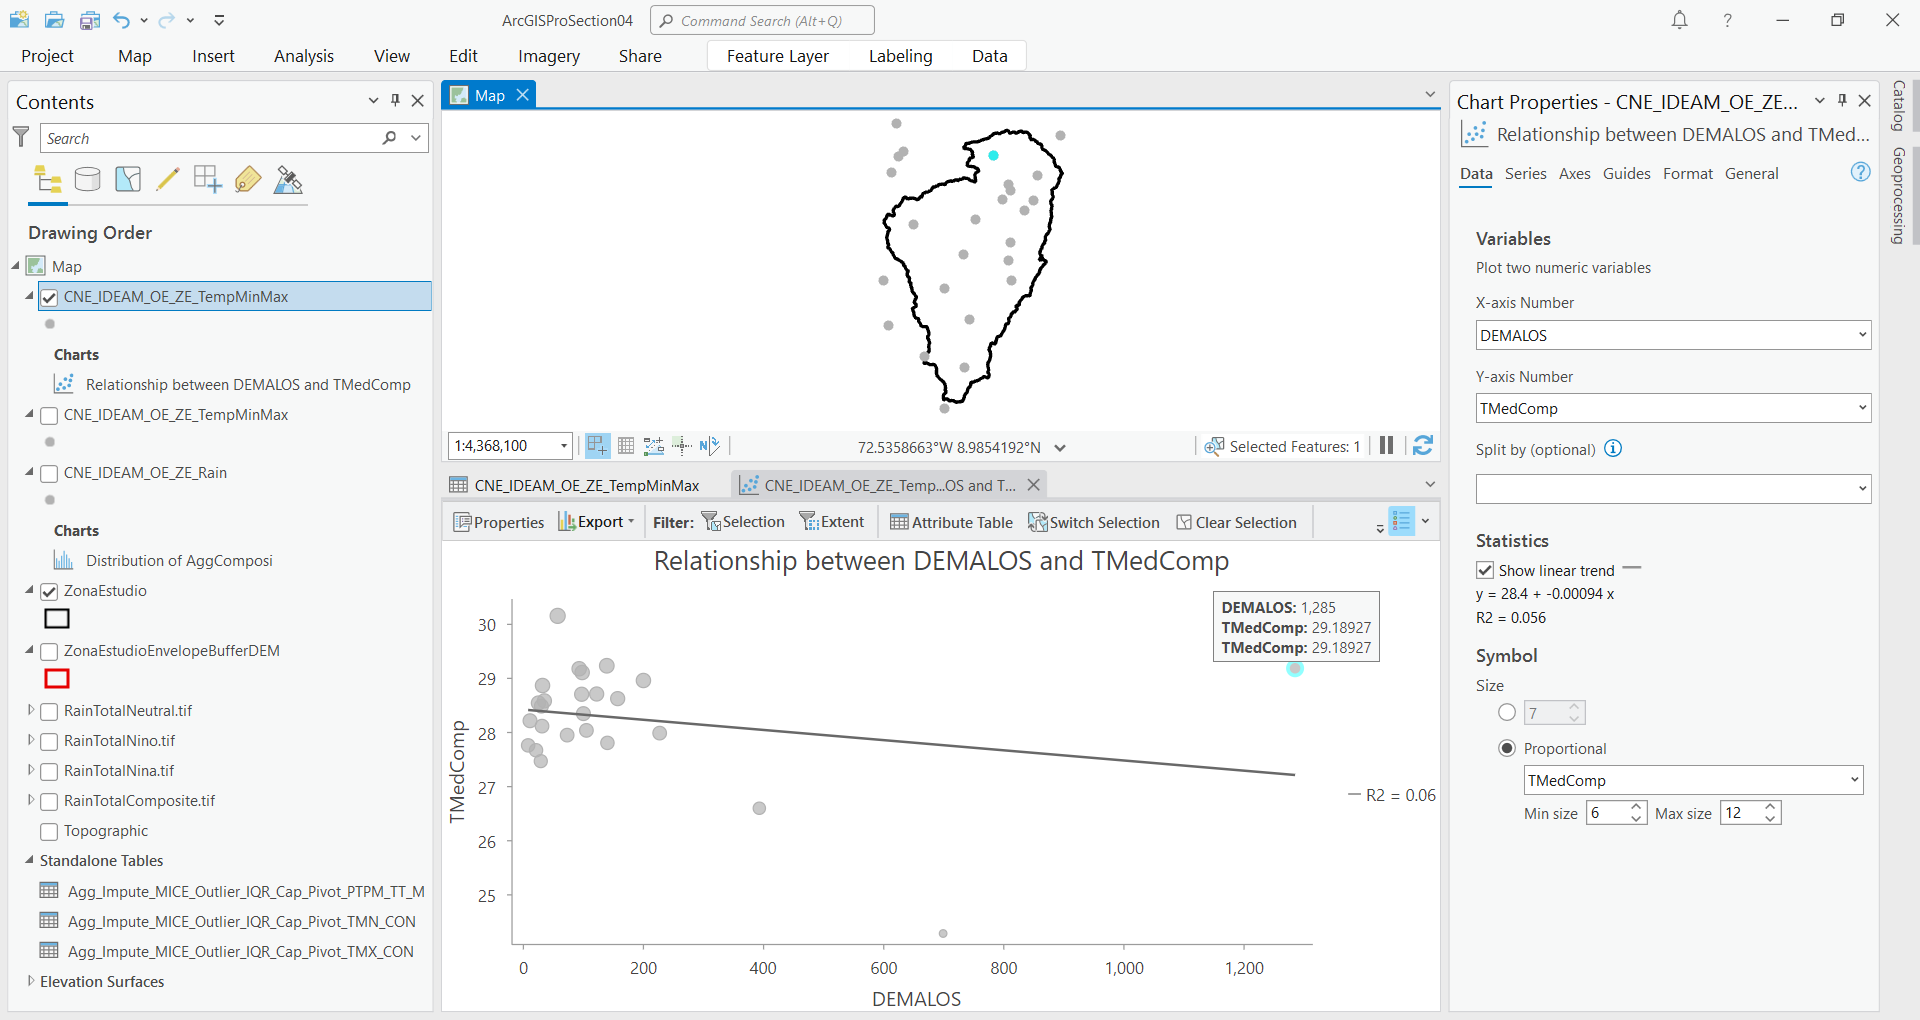 ArcGISProSection04
Command Search (Alt+Q)
?
Project Map Insert Analysis View Edit Imagery Share Feature Layer Labeling Data
Contents
Search
Drawing Order
Map
CNE_IDEAM_OE_ZE_TempMinMax
Charts
Relationship between DEMALOS and TMedComp
CNE_IDEAM_OE_ZE_TempMinMax
CNE_IDEAM_OE_ZE_Rain
Charts
Distribution of AggComposi
ZonaEstudio
ZonaEstudioEnvelopeBufferDEM
RainTotalNeutral.tif
RainTotalNino.tif
RainTotalNina.tif
RainTotalComposite.tif
Topographic
Standalone Tables
Agg_Impute_MICE_Outlier_IQR_Cap_Pivot_PTPM_TT_M
Agg_Impute_MICE_Outlier_IQR_Cap_Pivot_TMN_CON
Agg_Impute_MICE_Outlier_IQR_Cap_Pivot_TMX_CON
Elevation Surfaces
Map
1:4,368,100
72.5358663°W 8.9854192°N
Selected Features: 1
CNE_IDEAM_OE_ZE_TempMinMax
CNE_IDEAM_OE_ZE_Temp...OS and T...
Properties Export Filter: Selection Extent Attribute Table Switch Selection Clear Selection
Relationship between DEMALOS and TMedComp
DEMALOS: 1,285
TMedComp: 29.18927
TMedComp: 29.18927
30
29
28
27
26
25
TMedComp
R2 = 0.06
0 200 400 600 800 1,000 1,200
DEMALOS
Chart Properties - CNE_IDEAM_OE_ZE...
Relationship between DEMALOS and TMed...
Data Series Axes Guides Format General
?
Variables
Plot two numeric variables
X-axis Number
DEMALOS
Y-axis Number
TMedComp
Split by (optional)
Statistics
Show linear trend
y = 28.4 + -0.00094 x
R2 = 0.056
Symbol
Size
7
Proportional
TMedComp
Min size 6 Max size 12
Catalog
Geoprocessing